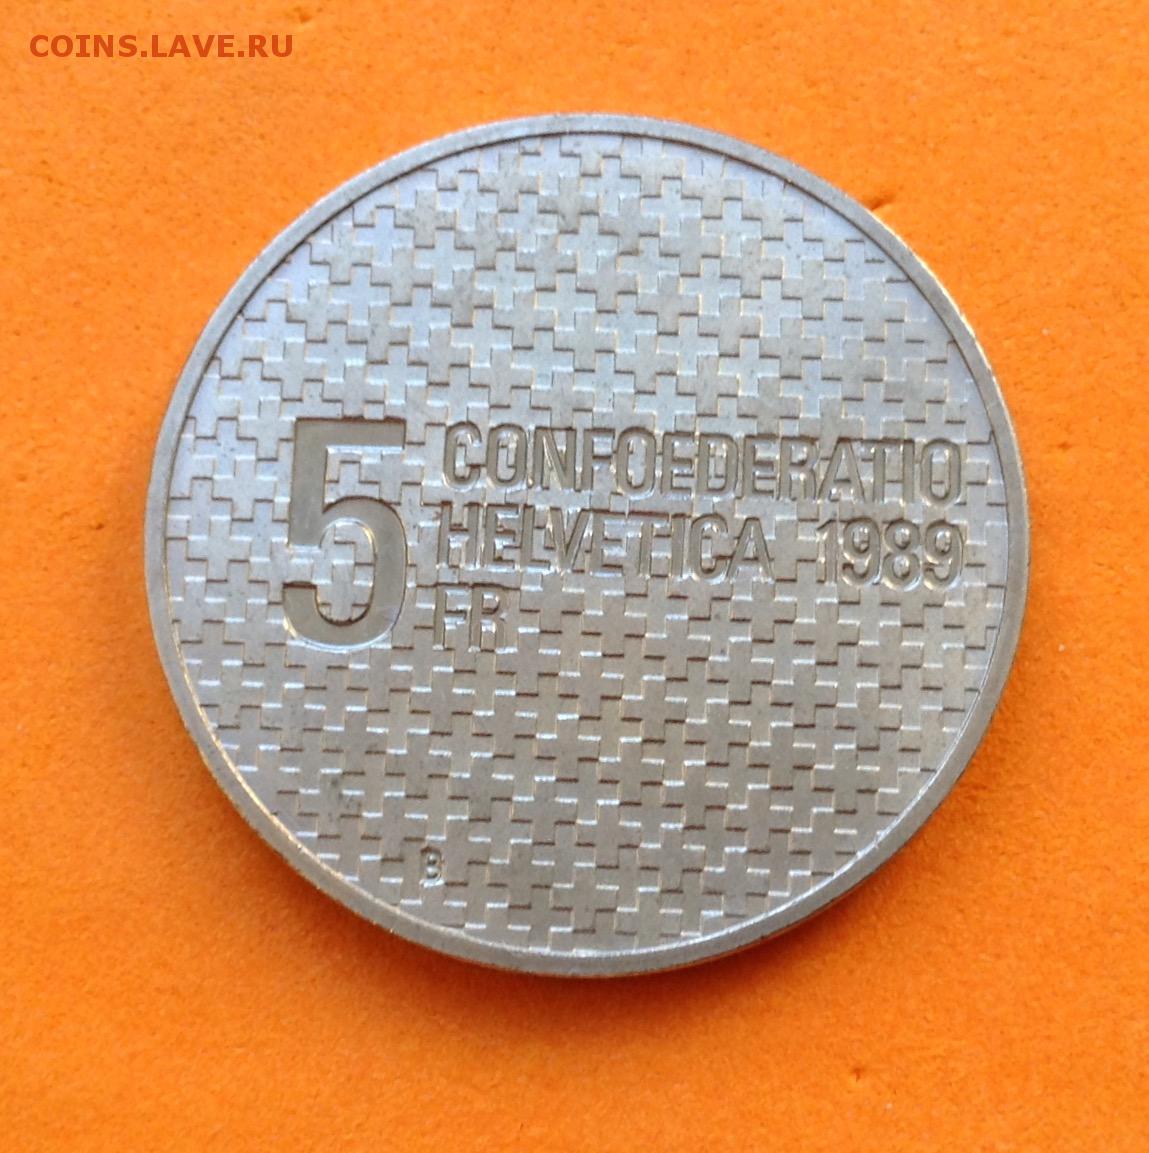 COINS.LAVE.RU
5 CONFOEDERATIO
HELVETICA 1989
FR
B